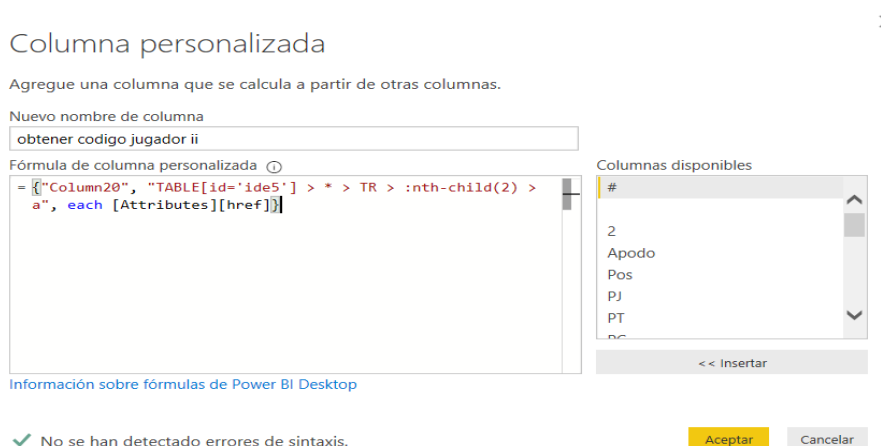 Columna personalizada
Agregue una columna que se calcula a partir de otras columnas.
Nuevo nombre de columna
obtener codigo jugador ii
Fórmula de columna personalizada
Columnas disponibles
= {"Column20", "TABLE[id='ide5'] > * > TR > :nth-child(2) >
a", each [Attributes][href]}
#
2
Apodo
Pos
PJ
PT
PC
<< Insertar
Información sobre fórmulas de Power BI Desktop
No se han detectado errores de sintaxis.
Aceptar
Cancelar